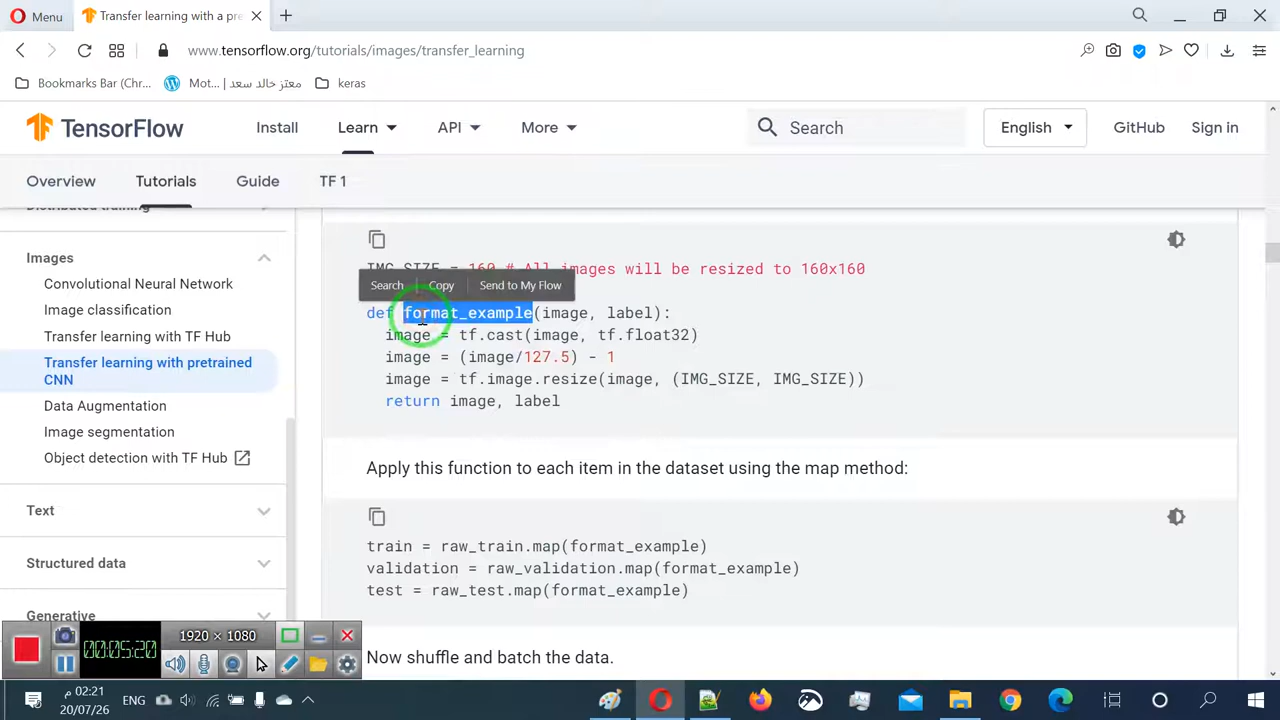 Menu
Transfer learning with a pre
www.tensorflow.org/tutorials/images/transfer_learning
Bookmarks Bar (Chr...
Mot... | معتز خالد سعد
keras
TensorFlow
Install
Learn
API
More
Search
English
GitHub
Sign in
Overview
Tutorials
Guide
TF 1
Distributed training
Images
Convolutional Neural Network
Image classification
Transfer learning with TF Hub
Transfer learning with pretrained
CNN
Data Augmentation
Image segmentation
Object detection with TF Hub
Text
Structured data
Generative
IMG_SIZE = 160 # All images will be resized to 160x160
Search
Copy
Send to My Flow
def format_example(image, label):
image = tf.cast(image, tf.float32)
image = (image/127.5) - 1
image = tf.image.resize(image, (IMG_SIZE, IMG_SIZE))
return image, label
Apply this function to each item in the dataset using the map method:
train = raw_train.map(format_example)
validation = raw_validation.map(format_example)
test = raw_test.map(format_example)
Now shuffle and batch the data.
00:05:20
1920 × 1080
02:21 م
20/07/26
ENG